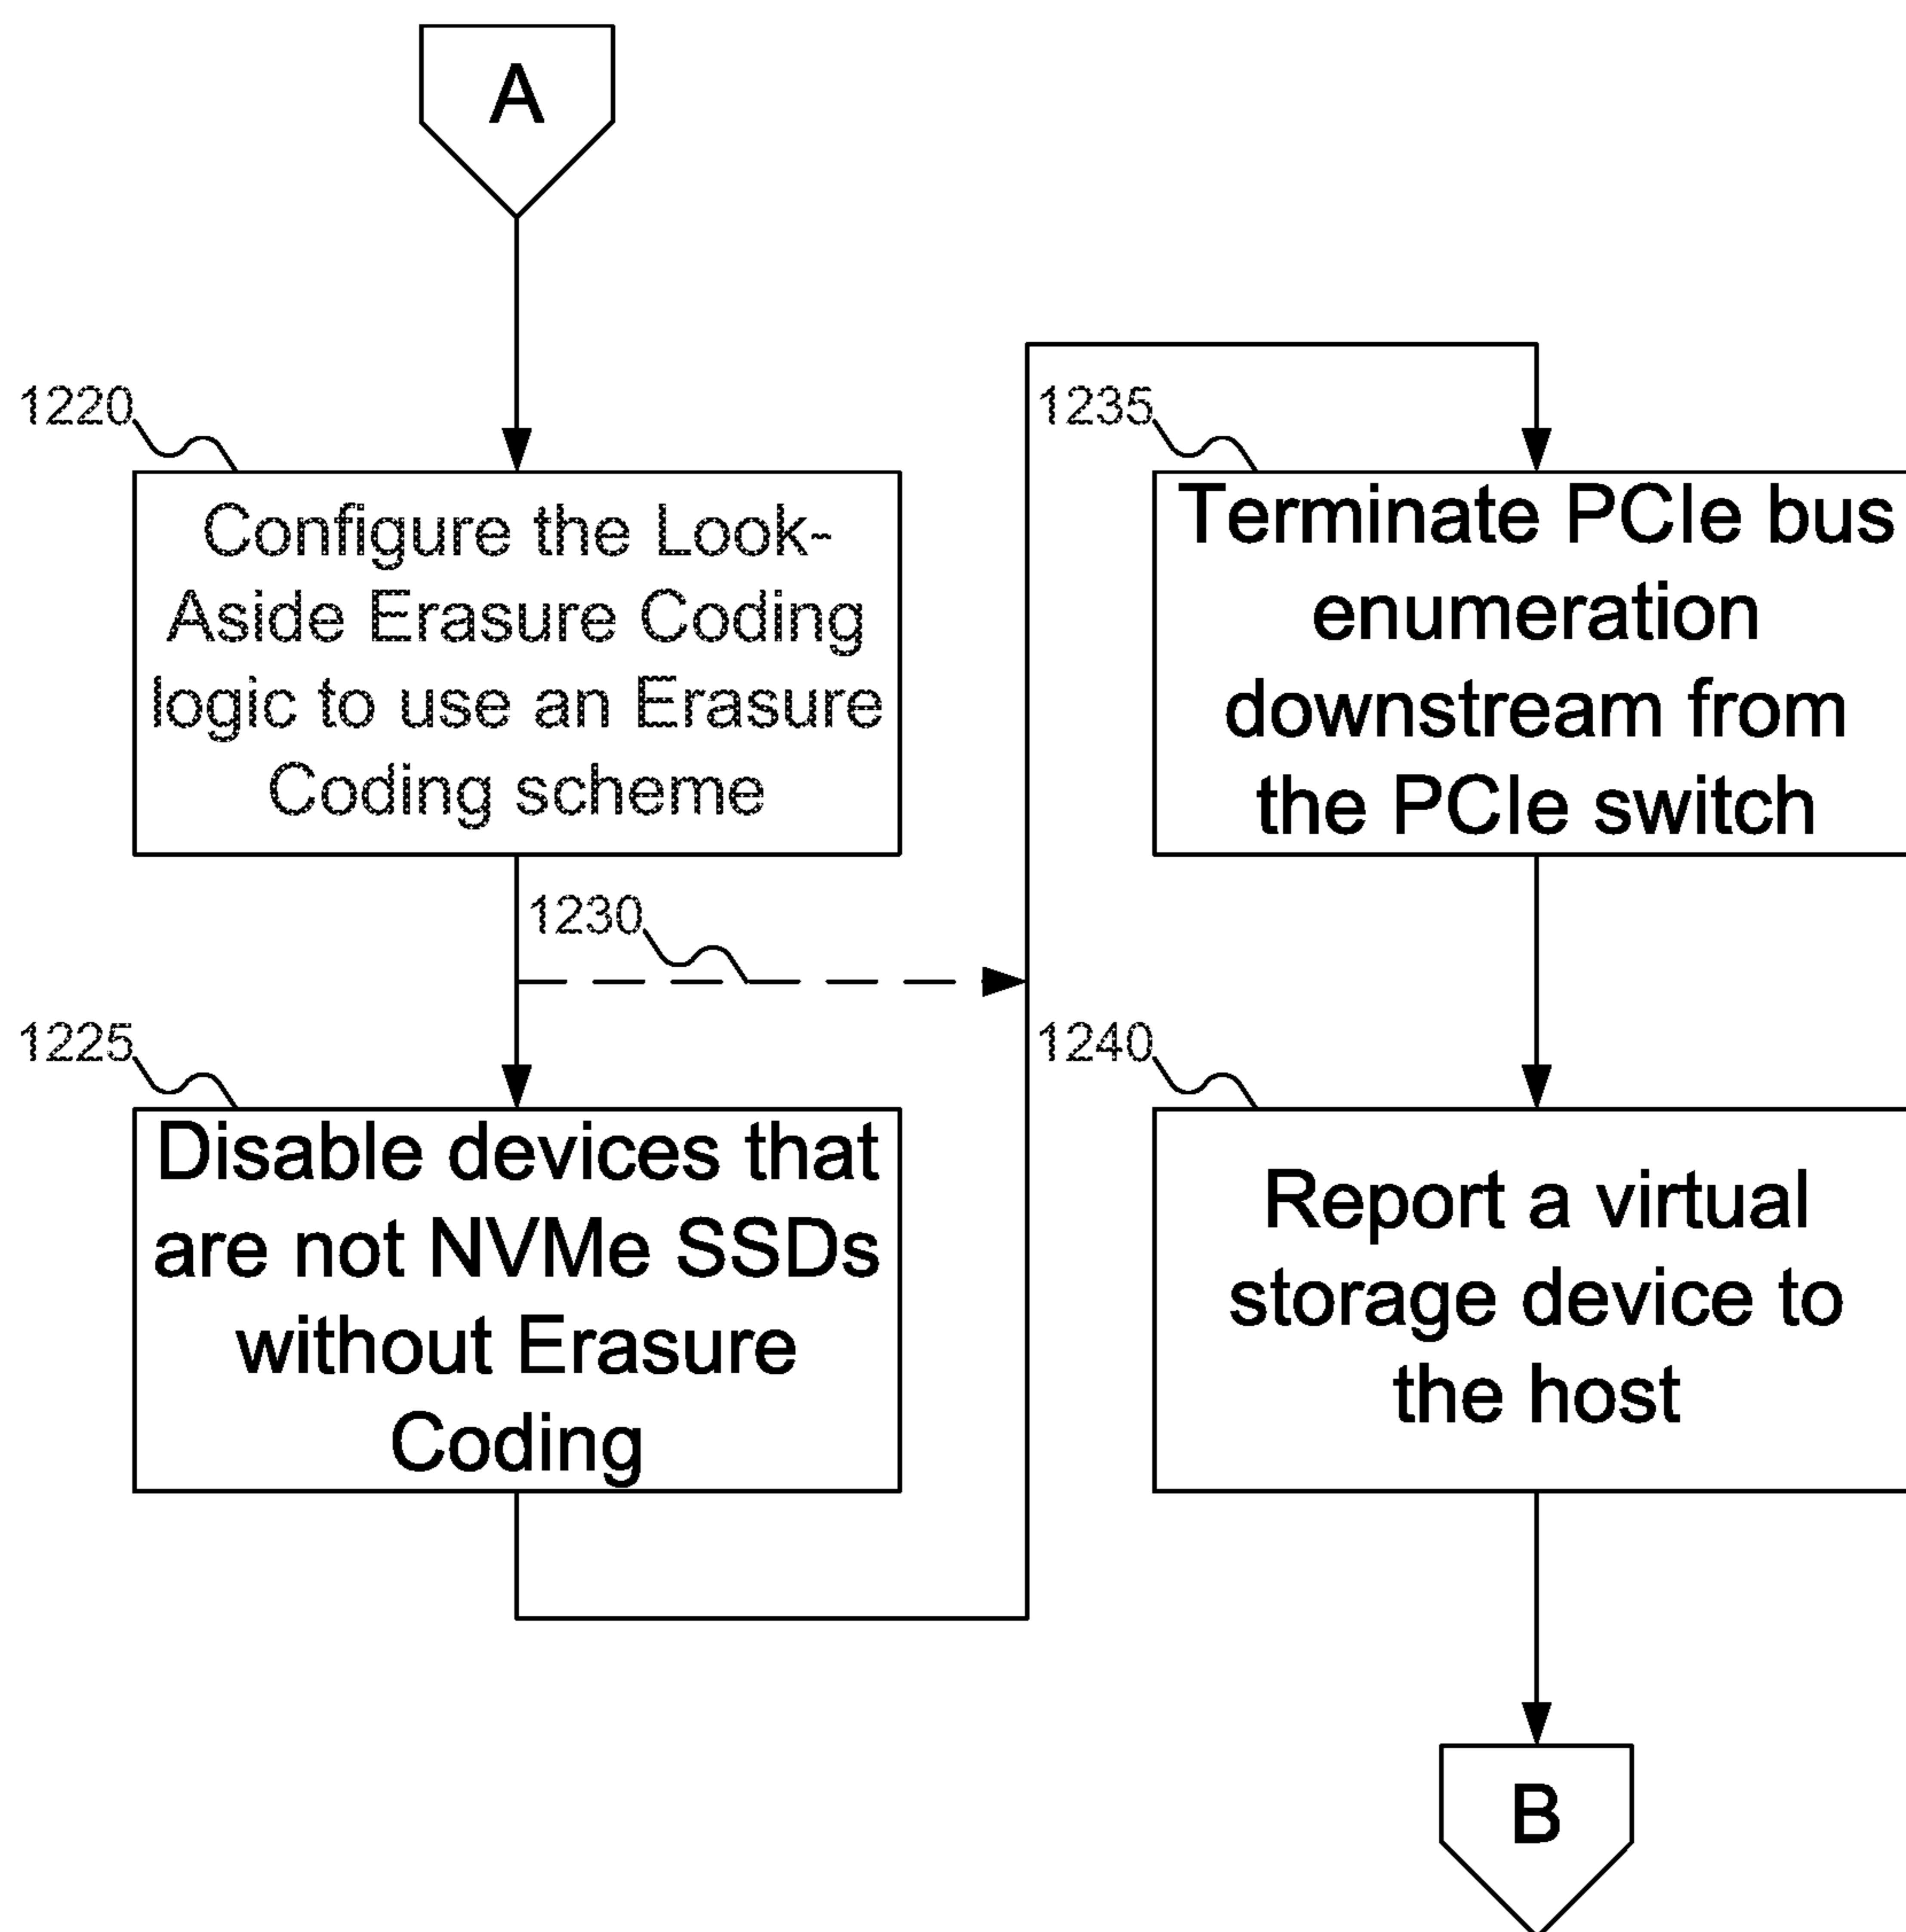 A
1220
Configure the Look-
Aside Erasure Coding
logic to use an Erasure
Coding scheme
1230
1225
Disable devices that
are not NVMe SSDs
without Erasure
Coding
1235
Terminate PCIe bus
enumeration
downstream from
the PCIe switch
1240
Report a virtual
storage device to
the host
B